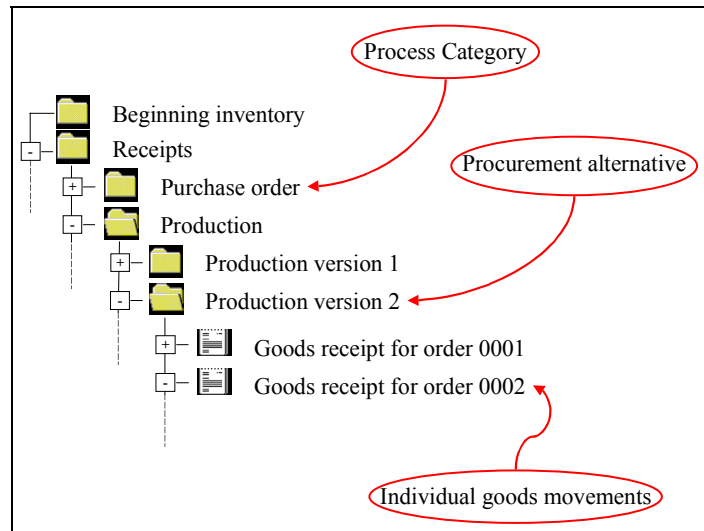 Process Category
Beginning inventory
Receipts
Procurement alternative
Purchase order
Production
Production version 1
Production version 2
Goods receipt for order 0001
Goods receipt for order 0002
Individual goods movements